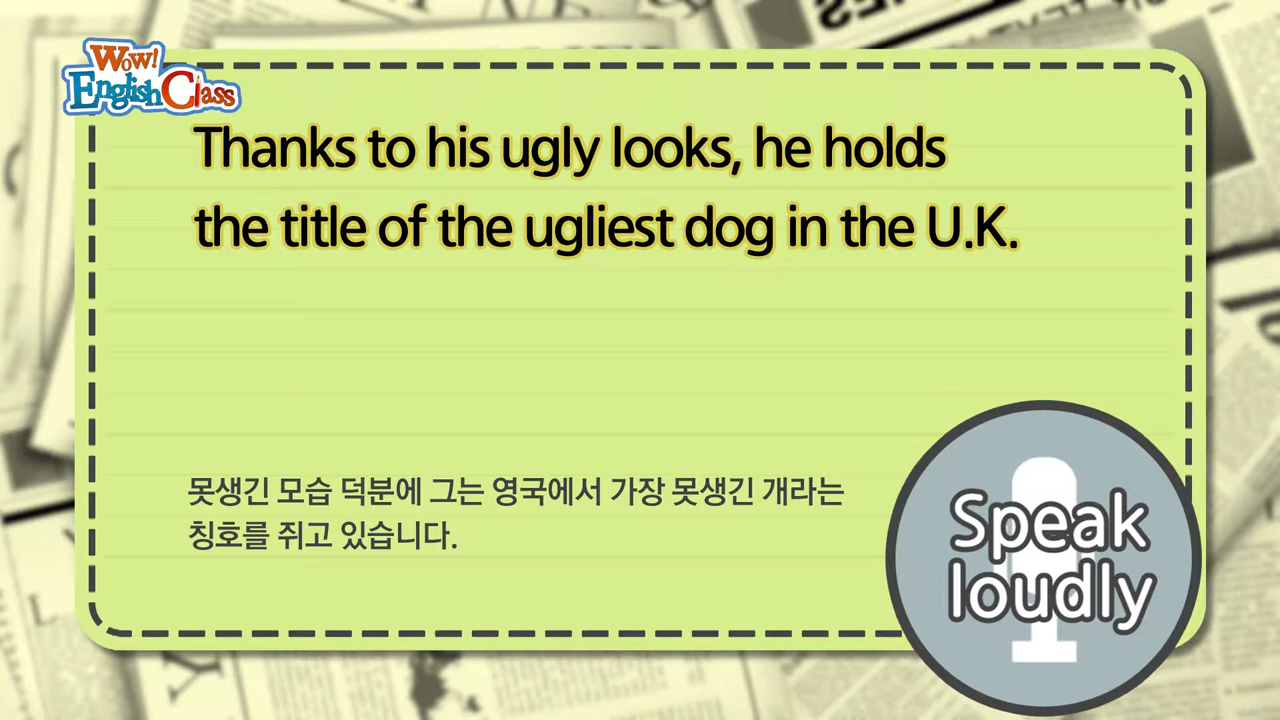 Wow!
English Class
Thanks to his ugly looks, he holds
the title of the ugliest dog in the U.K.
못생긴 모습 덕분에 그는 영국에서 가장 못생긴 개라는
칭호를 쥐고 있습니다.
Speak
loudly